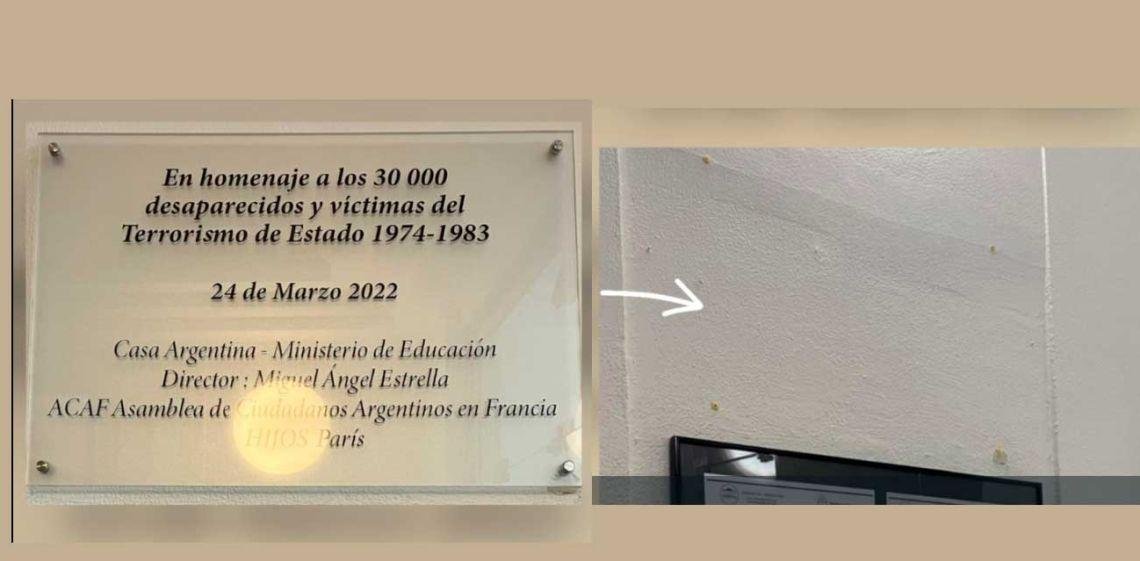 En homenaje a los 30 000
desaparecidos y víctimas del
Terrorismo de Estado 1974-1983
24 de Marzo 2022
Casa Argentina - Ministerio de Educación
Director : Miguel Ángel Estrella
ACAF Asamblea de Ciudadanos Argentinos en Francia
HIJOS París